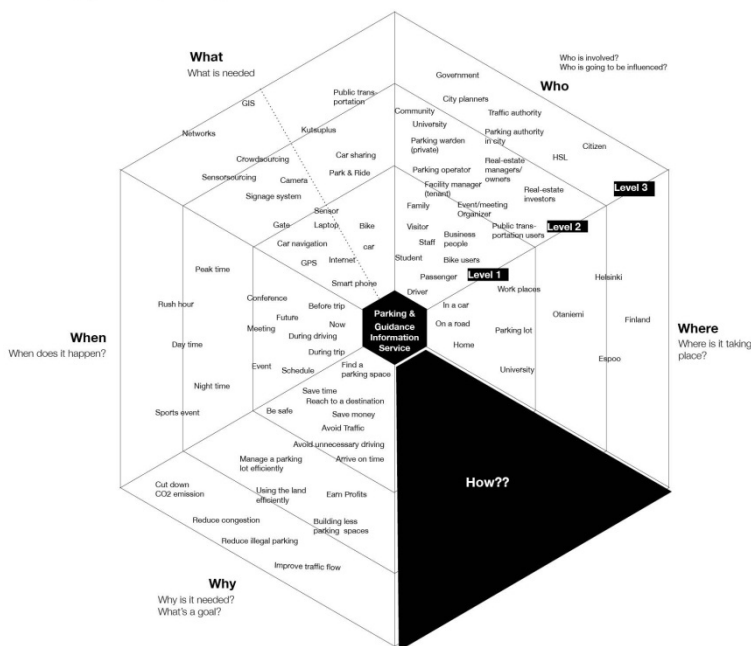 What
What is needed
GIS
Networks
Public trans-
portation
Kutsuplus
Crowdsourcing
Sensorsourcing
Camera
Signage system
Car sharing
Park & Ride
Sensor
Gate
Laptop
Bike
Car navigation
car
GPS
Internet
Smart phone
Who is involved?
Who is going to be influenced?
Who
Government
City planners
Traffic authority
Community
University
Parking warden
(private)
Parking authority
in city
Citizen
HSL
Parking operator
Real-estate
managers/
owners
Facility manager
(tenant)
Real-estate
investors
Level 3
Family
Event/meeting
Organizer
Visitor
Public trans-
portation users
Level 2
Staff
Business
people
Student
Bike users
Passenger
Level 1
Driver
Parking &
Guidance
Information
Service
Where
Where is it taking
place?
In a car
Work places
On a road
Parking lot
Home
University
Helsinki
Otaniemi
Finland
Espoo
When
When does it happen?
Peak time
Rush hour
Day time
Night time
Sports event
Conference
Before trip
Future
Meeting
Now
During driving
During trip
Event
Schedule
Find a
parking space
Save time
Reach to a destination
Be safe
Save money
Avoid Traffic
Avoid unnecessary driving
Manage a parking
lot efficiently
Arrive on time
Cut down
CO2 emission
Using the land
efficiently
Earn Profits
Reduce congestion
Building less
parking spaces
Reduce illegal parking
Improve traffic flow
Why
Why is it needed?
What's a goal?
How??